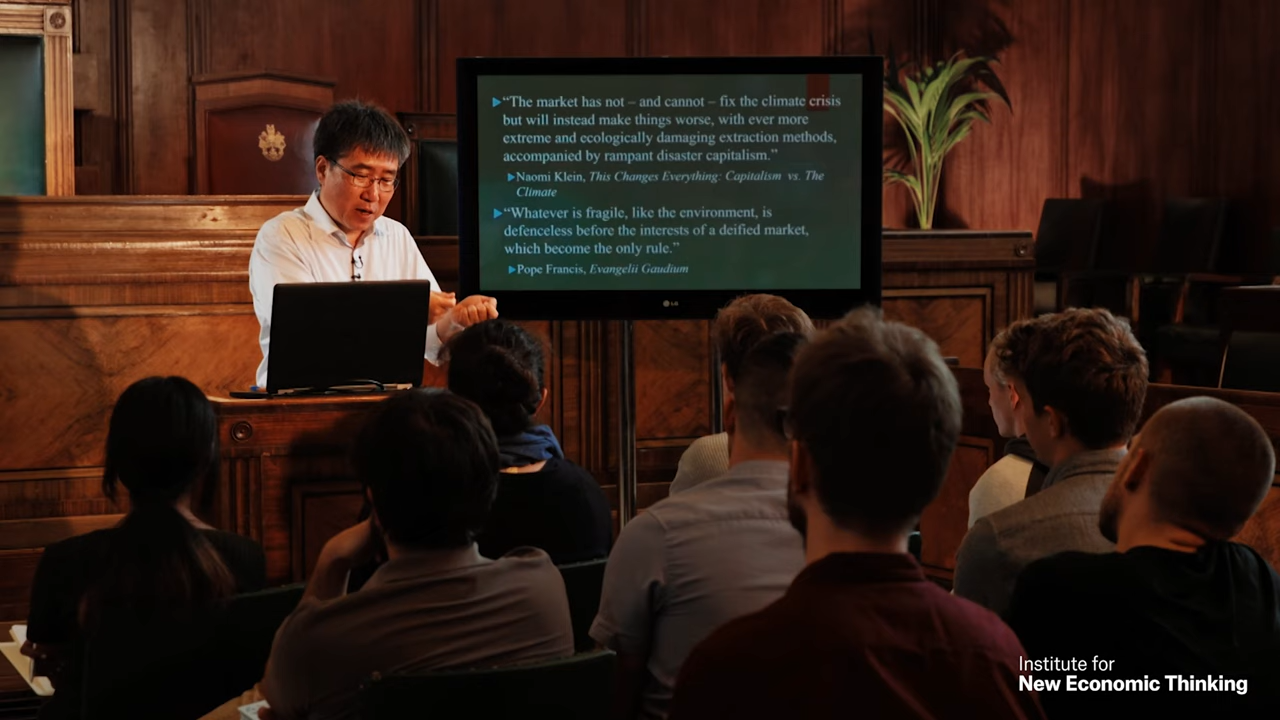 “The market has not – and cannot – fix the climate crisis
but will instead make things worse, with ever more
extreme and ecologically damaging extraction methods,
accompanied by rampant disaster capitalism.”
Naomi Klein, This Changes Everything: Capitalism vs. The
Climate
“Whatever is fragile, like the environment, is
defenceless before the interests of a deified market,
which become the only rule.”
Pope Francis, Evangelii Gaudium
LG
Institute for
New Economic Thinking